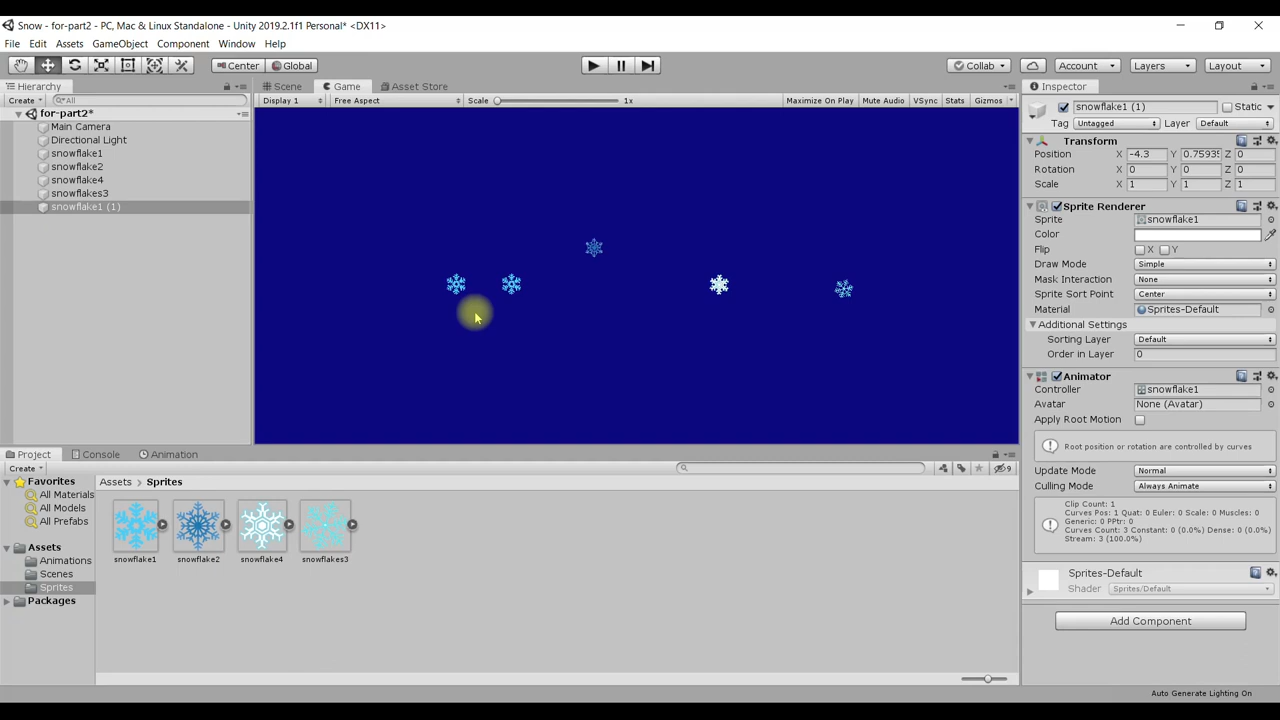 Snow - for-part2 - PC, Mac & Linux Standalone - Unity 2019.2.1f1 Personal* <DX11>
File Edit Assets GameObject Component Window Help
Center Global Collab Account Layers Layout
Hierarchy Scene Game Asset Store Inspector
Create All Display 1 Free Aspect Scale 1x Maximize On Play Mute Audio VSync Stats Gizmos
snowflake1 (1) Static
for-part2*
Tag Untagged Layer Default
Main Camera
Directional Light
snowflake1
snowflake2
snowflake4
snowflakes3
snowflake1 (1)
Transform
Position X -4.3 Y 0.7593 Z 0
Rotation X 0 Y 0 Z 0
Scale X 1 Y 1 Z 1
Sprite Renderer
Sprite snowflake1
Color
Flip X Y
Draw Mode Simple
Mask Interaction None
Sprite Sort Point Center
Material Sprites-Default
Additional Settings
Sorting Layer Default
Order in Layer 0
Animator
Controller snowflake1
Avatar None (Avatar)
Apply Root Motion
Root position or rotation are controlled by curves
Update Mode Normal
Culling Mode Always Animate
Clip Count: 1
Curves Pos: 1 Quat: 0 Euler: 0 Scale: 0 Muscles: 0
Generic: 0 PPtr: 0
Curves Count: 3 Constant: 0 (0.0%) Dense: 0 (0.0%)
Stream: 3 (100.0%)
Sprites-Default
Shader Sprites/Default
Add Component
Project Console Animation
Create 9
Favorites
All Materials
All Models
All Prefabs
Assets
Animations
Scenes
Sprites
Packages
Assets Sprites
snowflake1 snowflake2 snowflake4 snowflakes3
Auto Generate Lighting On